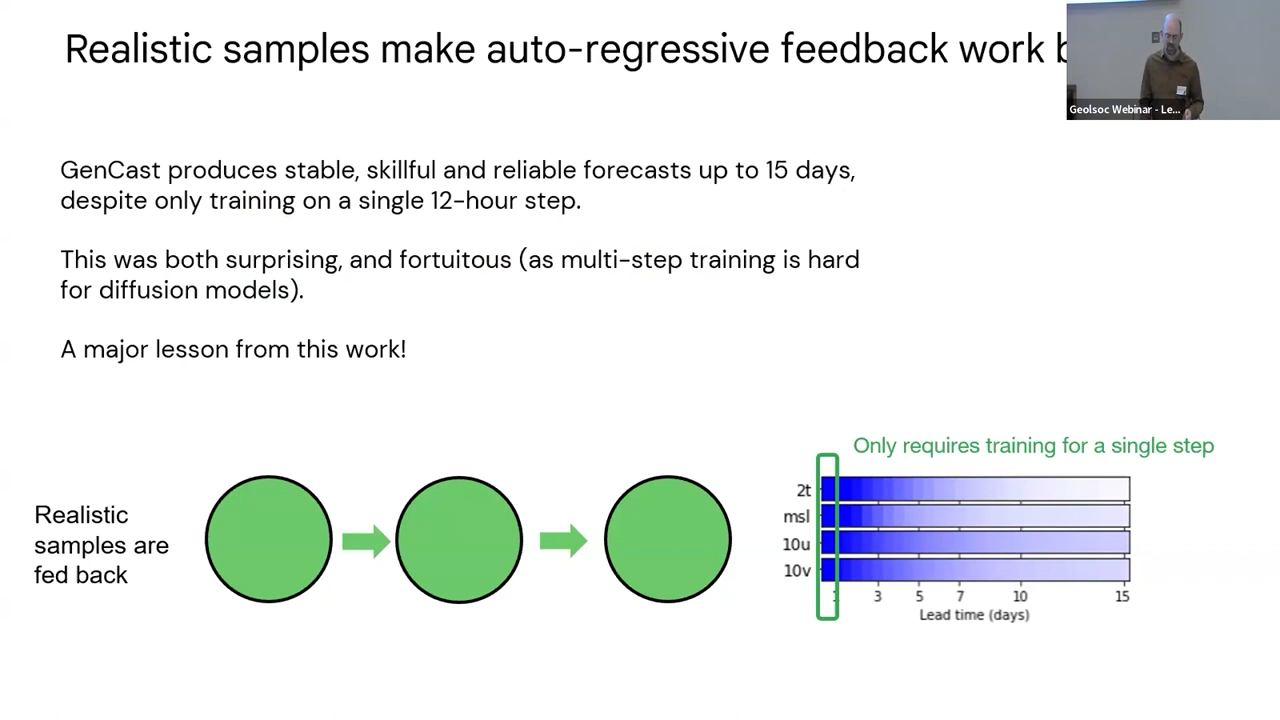 Realistic samples make auto-regressive feedback work
Geolsoc Webinar - Le...
GenCast produces stable, skillful and reliable forecasts up to 15 days,
despite only training on a single 12-hour step.
This was both surprising, and fortuitous (as multi-step training is hard
for diffusion models).
A major lesson from this work!
Realistic
samples are
fed back
Only requires training for a single step
2t
msl
10u
10v
1 3 5 7 10 15
Lead time (days)